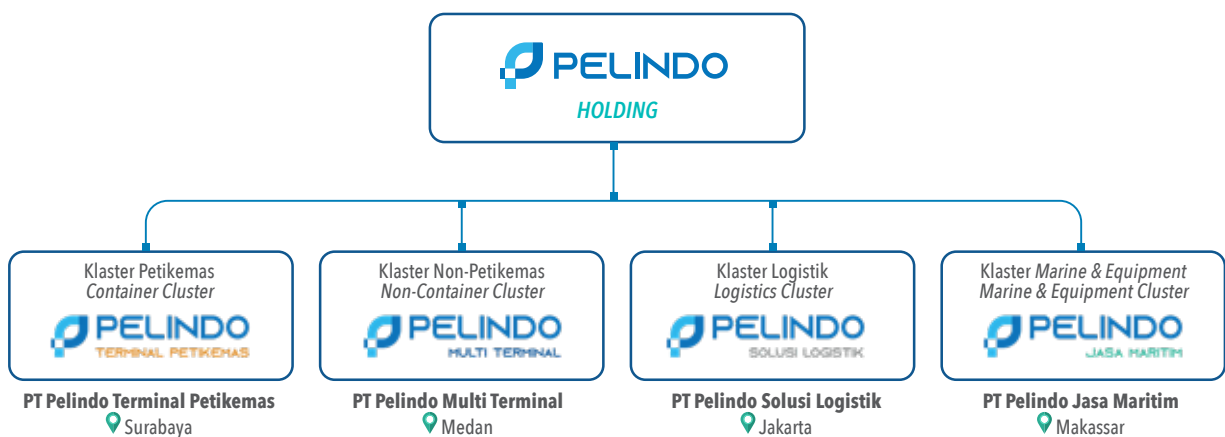 PELINDO
HOLDING
Klaster Petikemas
Container Cluster
PELINDO
TERMINAL PETIKEMAS
PT Pelindo Terminal Petikemas
Surabaya
Klaster Non-Petikemas
Non-Container Cluster
PELINDO
MULTI TERMINAL
PT Pelindo Multi Terminal
Medan
Klaster Logistik
Logistics Cluster
PELINDO
SOLUSI LOGISTIK
PT Pelindo Solusi Logistik
Jakarta
Klaster Marine & Equipment
Marine & Equipment Cluster
PELINDO
JASA MARITIM
PT Pelindo Jasa Maritim
Makassar